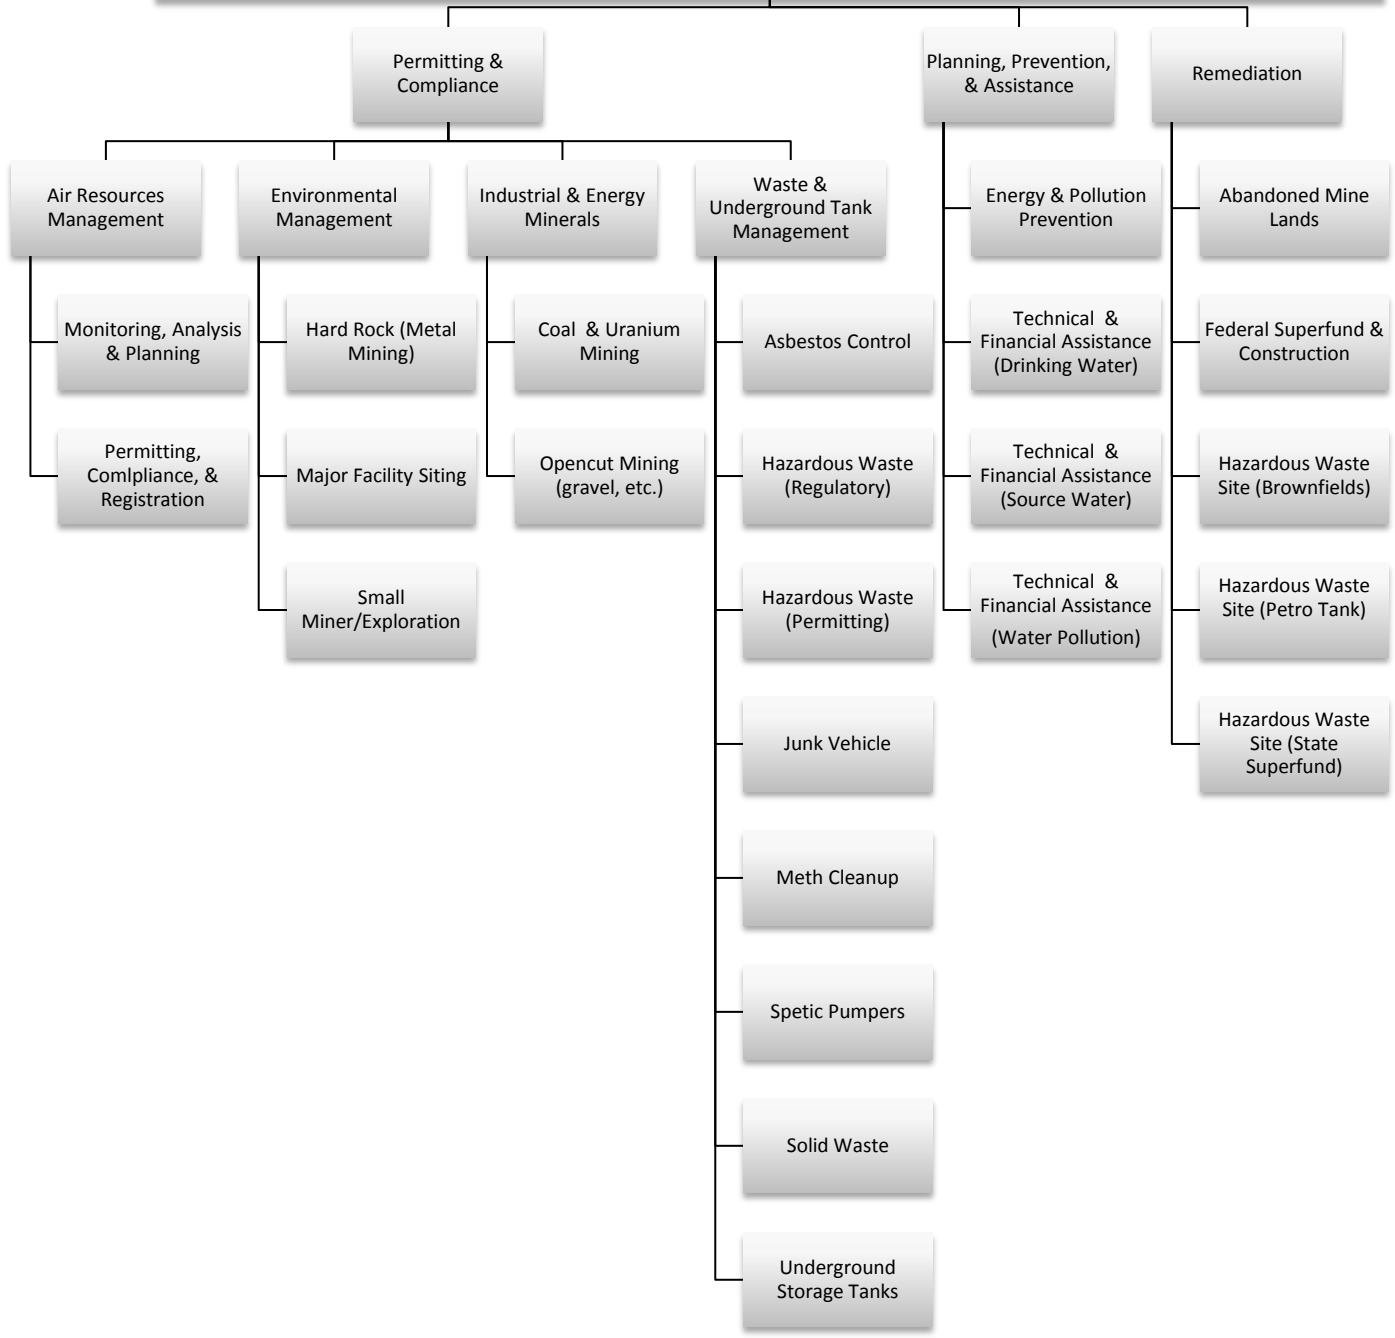 Permitting &
Compliance
Planning, Prevention,
& Assistance
Remediation
Air Resources
Management
Environmental
Management
Industrial & Energy
Minerals
Waste &
Underground Tank
Management
Energy & Pollution
Prevention
Abandoned Mine
Lands
Monitoring, Analysis
& Planning
Hard Rock (Metal
Mining)
Coal & Uranium
Mining
Asbestos Control
Technical &
Financial Assistance
(Drinking Water)
Federal Superfund &
Construction
Permitting,
Comlpliance, &
Registration
Major Facility Siting
Opencut Mining
(gravel, etc.)
Hazardous Waste
(Regulatory)
Technical &
Financial Assistance
(Source Water)
Hazardous Waste
Site (Brownfields)
Small
Miner/Exploration
Hazardous Waste
(Permitting)
Technical &
Financial Assistance
(Water Pollution)
Hazardous Waste
Site (Petro Tank)
Junk Vehicle
Hazardous Waste
Site (State
Superfund)
Meth Cleanup
Spetic Pumpers
Solid Waste
Underground
Storage Tanks